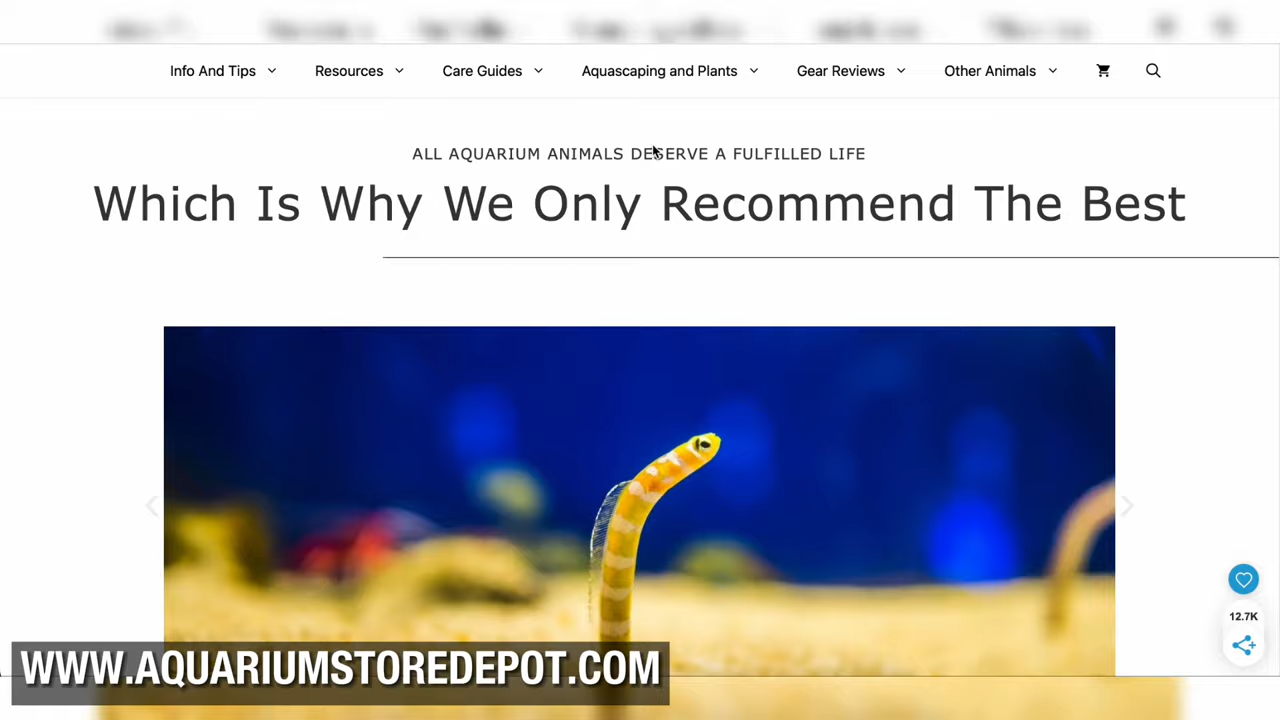 Info And Tips
Resources
Care Guides
Aquascaping and Plants
Gear Reviews
Other Animals
ALL AQUARIUM ANIMALS DESERVE A FULFILLED LIFE
Which Is Why We Only Recommend The Best
12.7K
WWW.AQUARIUMSTOREDEPOT.COM